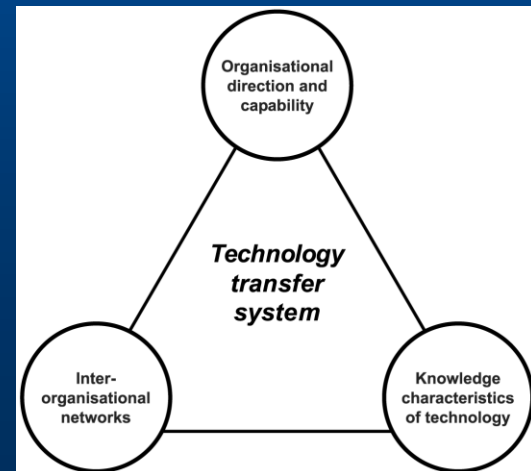 Organisational
direction and
capability
Technology
transfer
system
Inter-
organisational
networks
Knowledge
characteristics
of technology